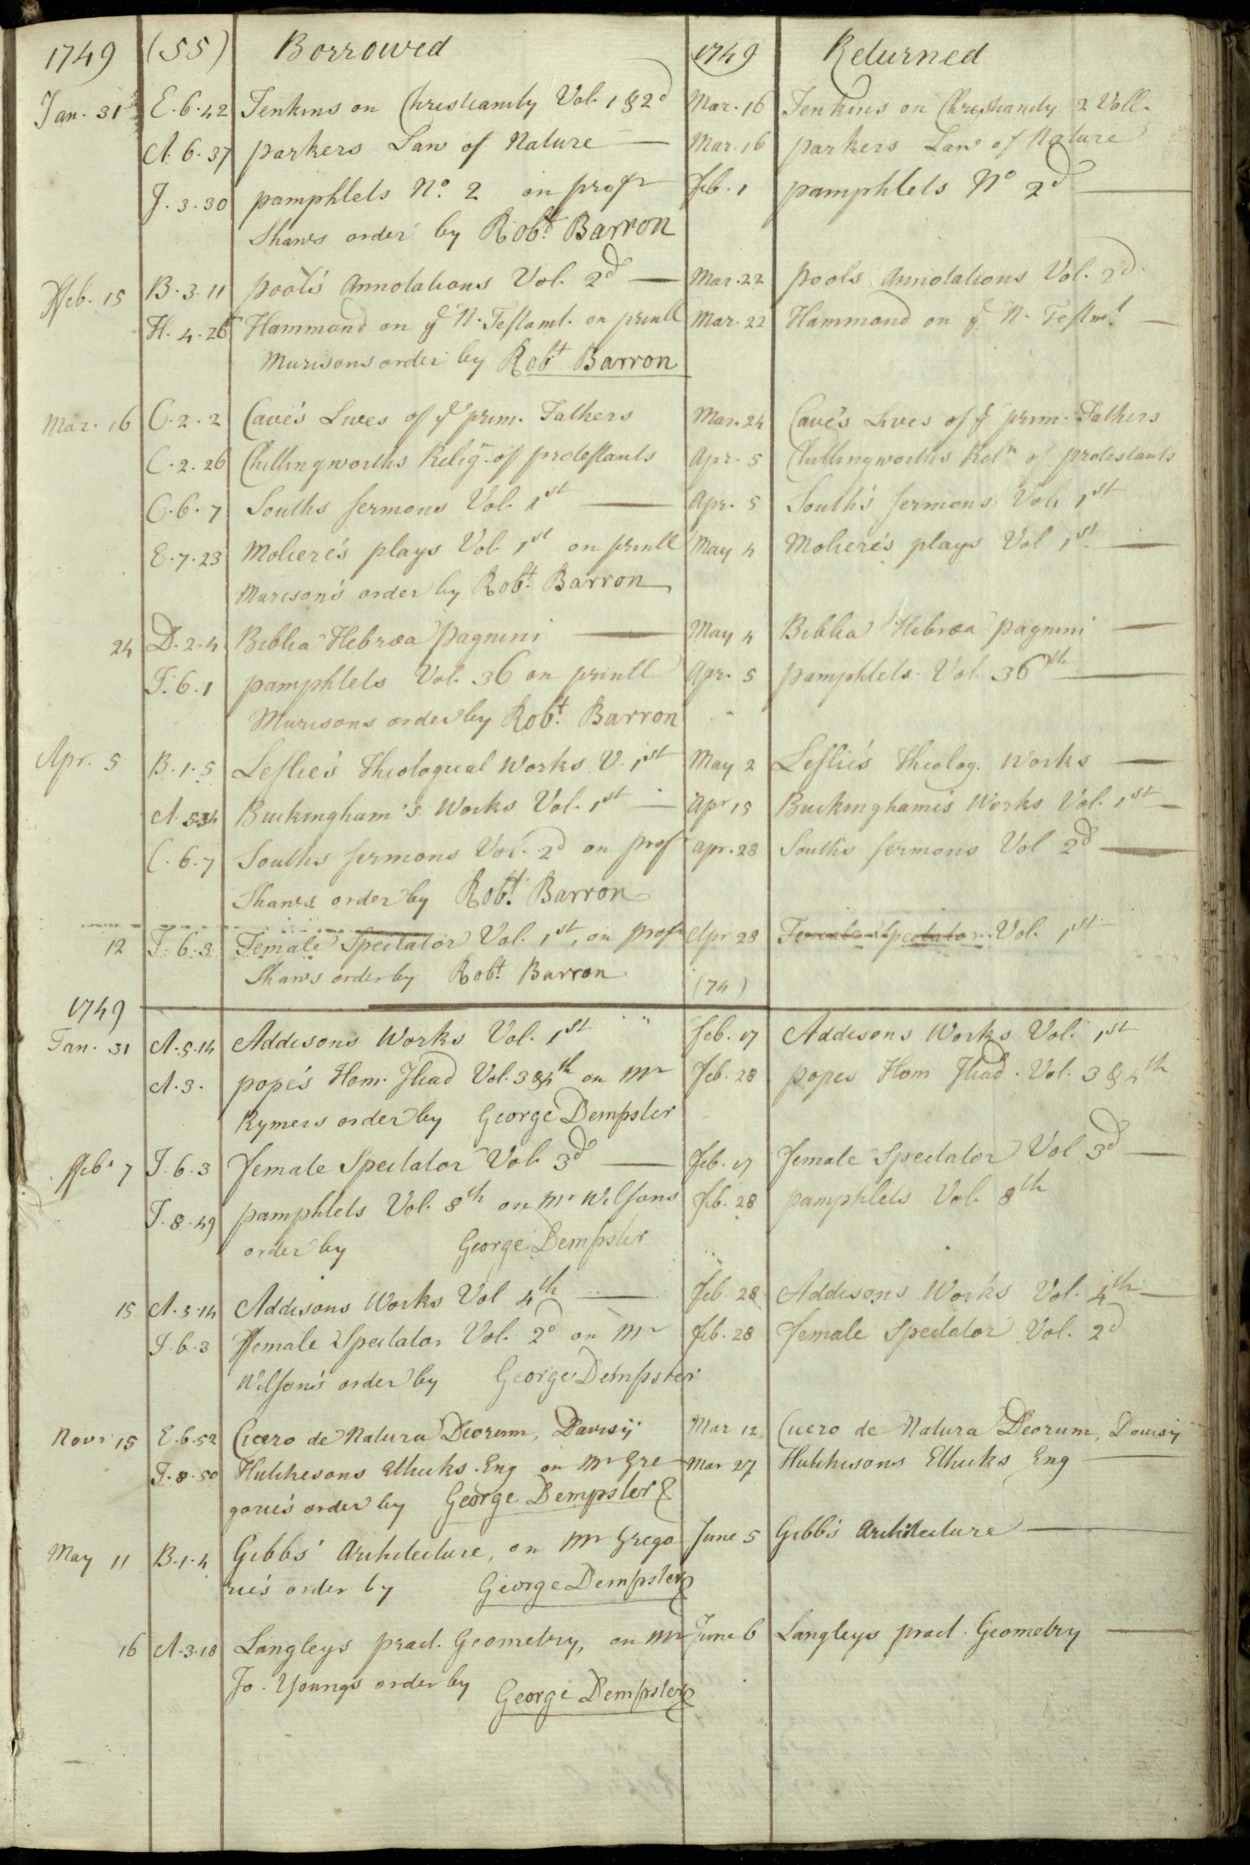 1749 (55) Borrowed 1749 Returned
Jan. 31 E.6.42 Jenkins on Christianity Vol. 1 & 2d Mar. 16 Jenkins on Christianity 2 Voll.
A.6.37 parkers Law of Nature — Mar. 16 parkers Law of Nature
J.3.30 pamphlets No. 2 on profr Feb. 1 pamphlets No 2d —
Shaws order by Robt. Barron
Ffeb. 15 B.3.11 pool's Annotations Vol. 2d — Mar. 22 pools Annotations Vol. 2d
H.4.26 Hammond on ye N. Testamt. on prinll Mar. 22 Hammond on ye N. Testmt. —
Murisons order by Robt Barron
Mar. 16 C.2.2 Cave's Lives of ye prim. Fathers Mar. 24 Cave's Lives of ye prim. Fathers
C.2.26 Chillingworths Relign. of protestants Apr. 5 Chillingworths Reln of protestants
C.6.7 Souths sermons Vol. 1st — Apr. 5 South's sermons Vol. 1st
E.7.23 Moliere's plays Vol 1st on prinll May 4 Moliere's plays Vol 1st. —
Murison's order by Robt. Barron
24 D.2.4 Biblia Hebræa Pagnini — May 4 Biblia Hebræa pagnini —
J.6.1 pamphlets Vol. 36 on prinll Apr. 5 pamphlets Vol. 36th —
Murisons order by Robt. Barron
Apr. 5 B.1.5 Leslie's Theological Works V. 1st May 2 Leslie's Theolog. Works —
A.5.34 Buckingham's Works Vol. 1st — Apr 15 Buckinghame's Works Vol. 1st —
C.6.7 Souths sermons Vol. 2d on prof Apr. 28 Souths sermons Vol 2d —
Shaws order by Robt. Barron
12 J.6.3 Female Spectator Vol. 1st, on profr Apr 28 Female Spectator Vol. 1st
Shaws order by Robt. Barron (74)
1749
Jan. 31 A.5.14 Addisons Works Vol. 1st Feb. 17 Addisons Works Vol. 1st
A.3. pope's Hom. Iliad Vol. 3 & 4th on Mr Feb. 28 popes Hom Iliad. Vol. 3 & 4th
Rymers order by George Dempster
Ffeb. 7 J.6.3 female Spectator Vol. 3d — Feb. 17 female Spectator Vol 3d —
J.8.49 pamphlets Vol. 8th on Mr Wilsons Feb. 28 pamphlets Vol. 8th
order by George Dempster
15 A.5.14 Addisons Works Vol 4th — Feb. 28 Addisons Works Vol. 4th —
J.6.3 Ffemale Spectator Vol. 2d on Mr Feb. 28 female Spectator Vol. 2d
Wilson's order by George Dempster
Novr 15 E.6.52 Cicero de Natura Deorum, Davisij Mar 12 Cicero de Natura Deorum, Davisij
J.8.50 Hutchesons Ethicks Eng on Mr Gre Mar 27 Hutchisons Ethicks Eng —
gorie's order by George Dempster
May 11 B.1.4 Gibbs' Architecture, on Mr Grego June 5 Gibb's Architecture —
rie's order by George Dempster
16 A.3.18 Langleys pract. Geometry, on Mr June 6 Langleys pract. Geometry —
Jo. Youngs order by George Dempster